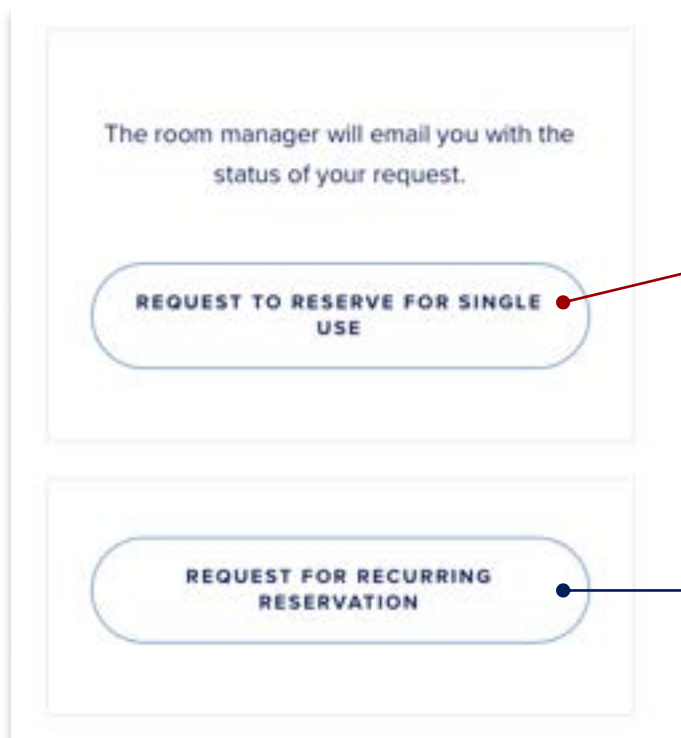 The room manager will email you with the
status of your request.
REQUEST TO RESERVE FOR SINGLE
USE
REQUEST FOR RECURRING
RESERVATION